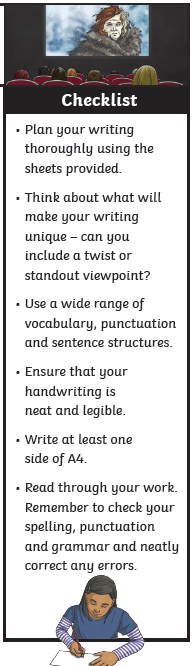 Checklist
• Plan your writing
thoroughly using the
sheets provided.
• Think about what will
make your writing
unique – can you
include a twist or
standout viewpoint?
• Use a wide range of
vocabulary, punctuation
and sentence structures.
• Ensure that your
handwriting is
neat and legible.
• Write at least one
side of A4.
• Read through your work.
Remember to check your
spelling, punctuation
and grammar and neatly
correct any errors.